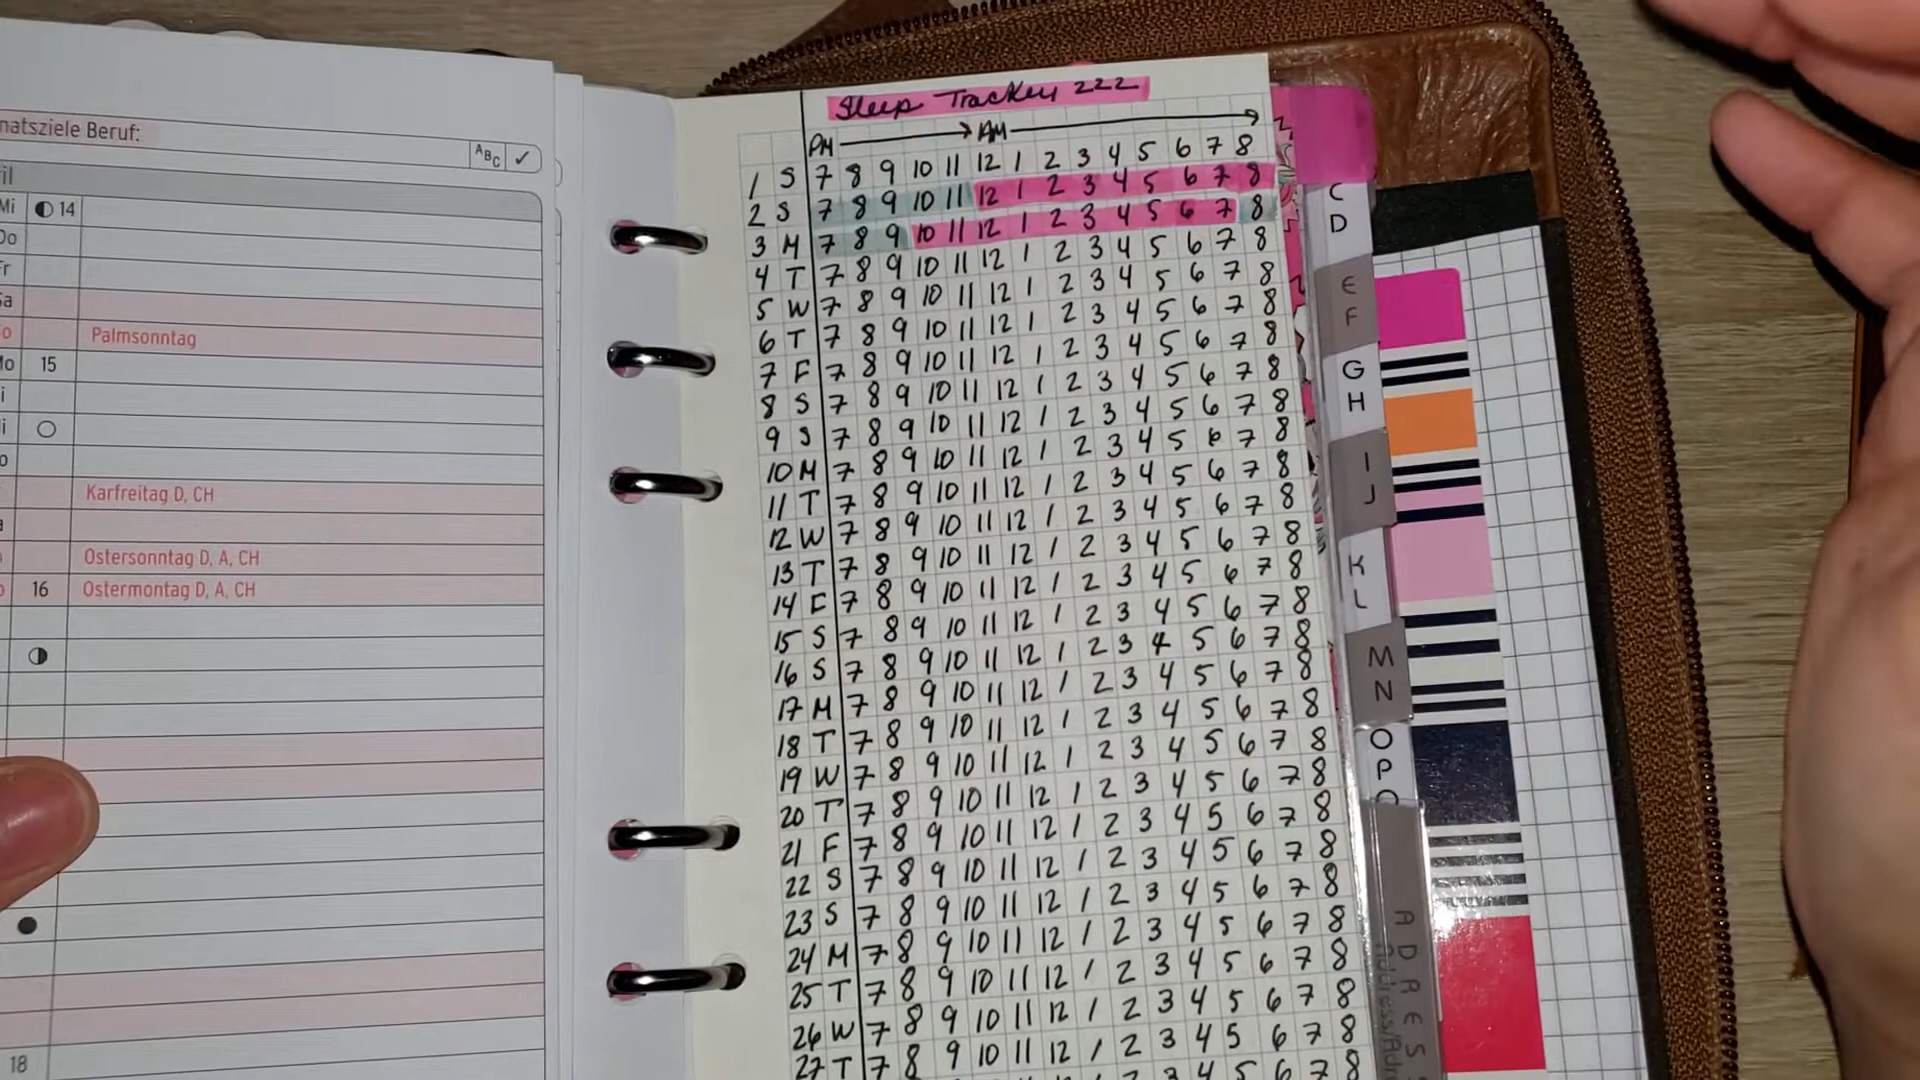 natsziele Beruf:
ABC ✓
il
Mi 14
Palmsonntag
15
Karfreitag D, CH
Ostersonntag D, A, CH
16 Ostermontag D, A, CH
18
Sleep Tracker 222
PM → AM →
1 S 7 8 9 10 11 12 1 2 3 4 5 6 7 8
2 S 7 8 9 10 11 12 1 2 3 4 5 6 7 8
3 M 7 8 9 10 11 12 1 2 3 4 5 6 7 8
4 T 7 8 9 10 11 12 1 2 3 4 5 6 7 8
5 W 7 8 9 10 11 12 1 2 3 4 5 6 7 8
6 T 7 8 9 10 11 12 1 2 3 4 5 6 7 8
7 F 7 8 9 10 11 12 1 2 3 4 5 6 7 8
8 S 7 8 9 10 11 12 1 2 3 4 5 6 7 8
9 S 7 8 9 10 11 12 1 2 3 4 5 6 7 8
10 M 7 8 9 10 11 12 1 2 3 4 5 6 7 8
11 T 7 8 9 10 11 12 1 2 3 4 5 6 7 8
12 W 7 8 9 10 11 12 1 2 3 4 5 6 7 8
13 T 7 8 9 10 11 12 1 2 3 4 5 6 7 8
14 F 7 8 9 10 11 12 1 2 3 4 5 6 7 8
15 S 7 8 9 10 11 12 1 2 3 4 5 6 7 8
16 S 7 8 9 10 11 12 1 2 3 4 5 6 7 8
17 M 7 8 9 10 11 12 1 2 3 4 5 6 7 8
18 T 7 8 9 10 11 12 1 2 3 4 5 6 7 8
19 W 7 8 9 10 11 12 1 2 3 4 5 6 7 8
20 T 7 8 9 10 11 12 1 2 3 4 5 6 7 8
21 F 7 8 9 10 11 12 1 2 3 4 5 6 7 8
22 S 7 8 9 10 11 12 1 2 3 4 5 6 7 8
23 S 7 8 9 10 11 12 1 2 3 4 5 6 7 8
24 M 7 8 9 10 11 12 1 2 3 4 5 6 7 8
25 T 7 8 9 10 11 12 1 2 3 4 5 6 7 8
26 W 7 8 9 10 11 12 1 2 3 4 5 6 7 8
27 T 7 8 9 10 11 12 1 2 3 4 5 6 7 8
C
D
E
F
G
H
I
J
K
L
M
N
O
P
Q
ADRES